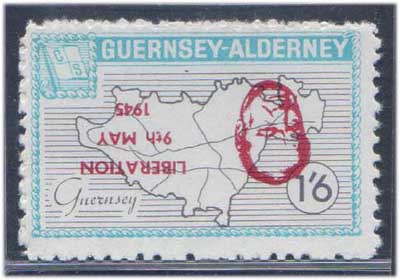 C
S
GUERNSEY-ALDERNEY
LIBERATION
9th MAY
1945
Guernsey
1'6